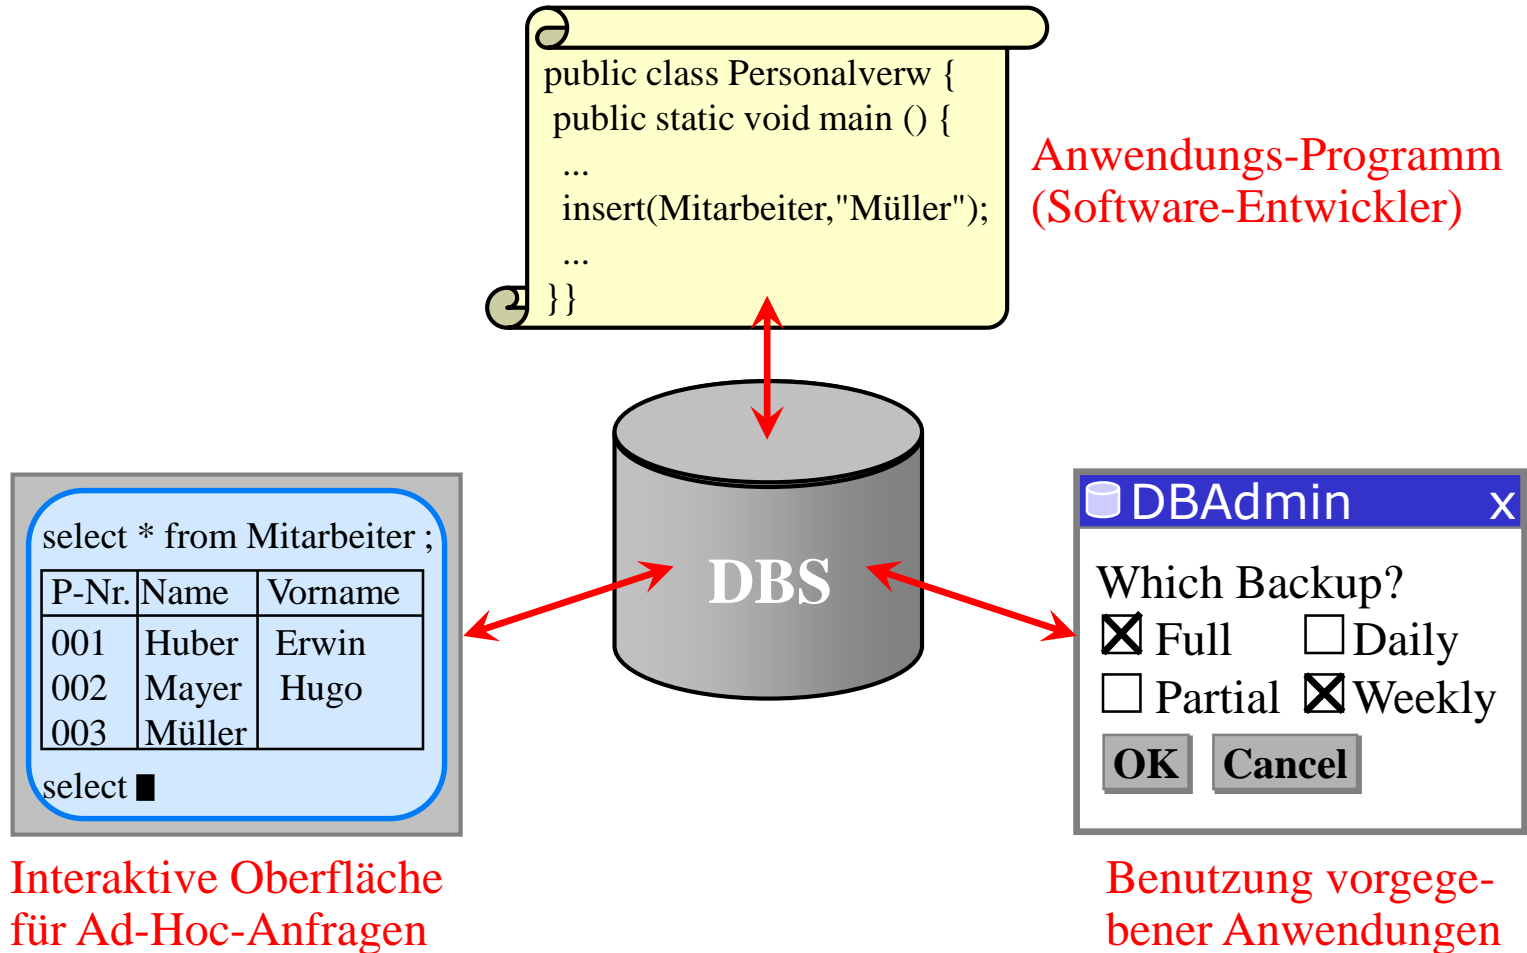 public class Personalverw {
public static void main () {
...
insert(Mitarbeiter,"Müller");
...
}}
Anwendungs-Programm
(Software-Entwickler)
DBS
select * from Mitarbeiter ;
P-Nr. Name Vorname
001 Huber Erwin
002 Mayer Hugo
003 Müller
select
Interaktive Oberfläche
für Ad-Hoc-Anfragen
DBAdmin x
Which Backup?
Full Daily
Partial Weekly
OK Cancel
Benutzung vorgege-
bener Anwendungen